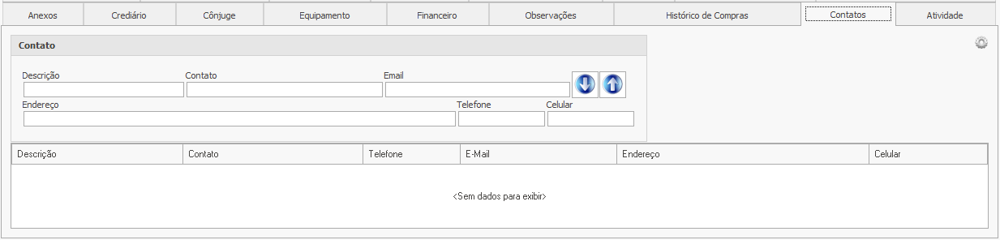 Anexos Crediário Cônjuge Equipamento Financeiro Observações Histórico de Compras Contatos Atividade
Contato
Descrição Contato Email
Endereço Telefone Celular
Descrição Contato Telefone E-Mail Endereço Celular
<Sem dados para exibir>